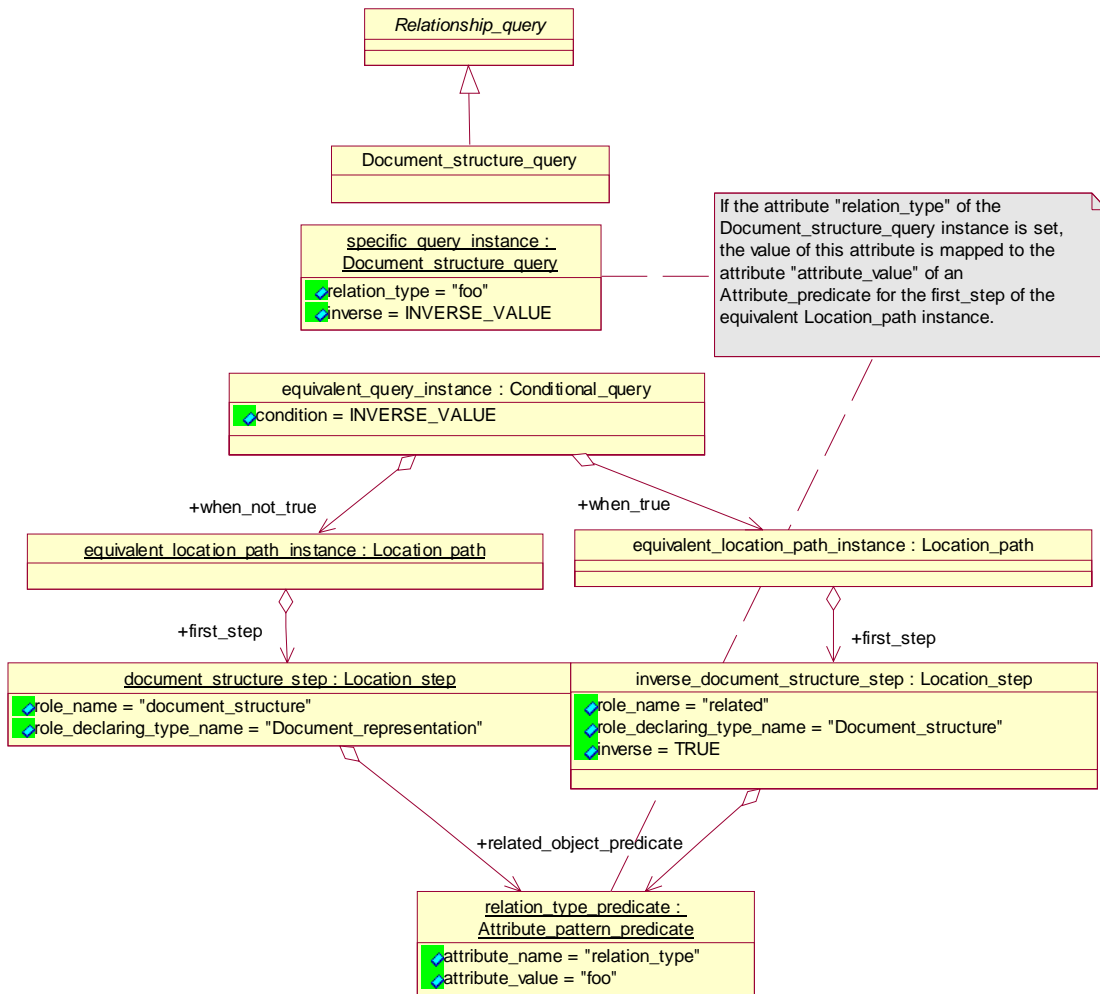 Relationship_query
Document_structure_query
If the attribute "relation_type" of the
Document_structure_query instance is set,
the value of this attribute is mapped to the
attribute "attribute_value" of an
Attribute_predicate for the first_step of the
equivalent Location_path instance.
specific_query_instance :
Document_structure_query
relation_type = "foo"
inverse = INVERSE_VALUE
equivalent_query_instance : Conditional_query
condition = INVERSE_VALUE
+when_not_true
+when_true
equivalent_location_path_instance : Location_path
equivalent_location_path_instance : Location_path
+first_step
+first_step
document_structure_step : Location_step
role_name = "document_structure"
role_declaring_type_name = "Document_representation"
inverse_document_structure_step : Location_step
role_name = "related"
role_declaring_type_name = "Document_structure"
inverse = TRUE
+related_object_predicate
relation_type_predicate :
Attribute_pattern_predicate
attribute_name = "relation_type"
attribute_value = "foo"